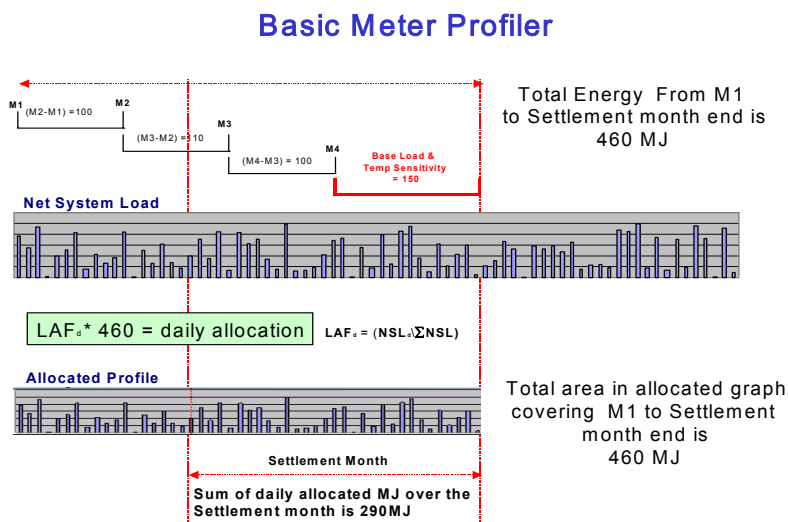 Basic Meter Profiler
Total Energy From M1
to Settlement month end is
460 MJ
M1
(M2-M1) =100
M2
(M3-M2) =110
M3
(M4-M3) = 100
M4
Base Load &
Temp Sensitivity
= 150
Net System Load
LAFd* 460 = daily allocation
LAFd = (NSLd\∑NSL)
Allocated Profile
Total area in allocated graph
covering M1 to Settlement
month end is
460 MJ
Settlement Month
Sum of daily allocated MJ over the
Settlement month is 290MJ